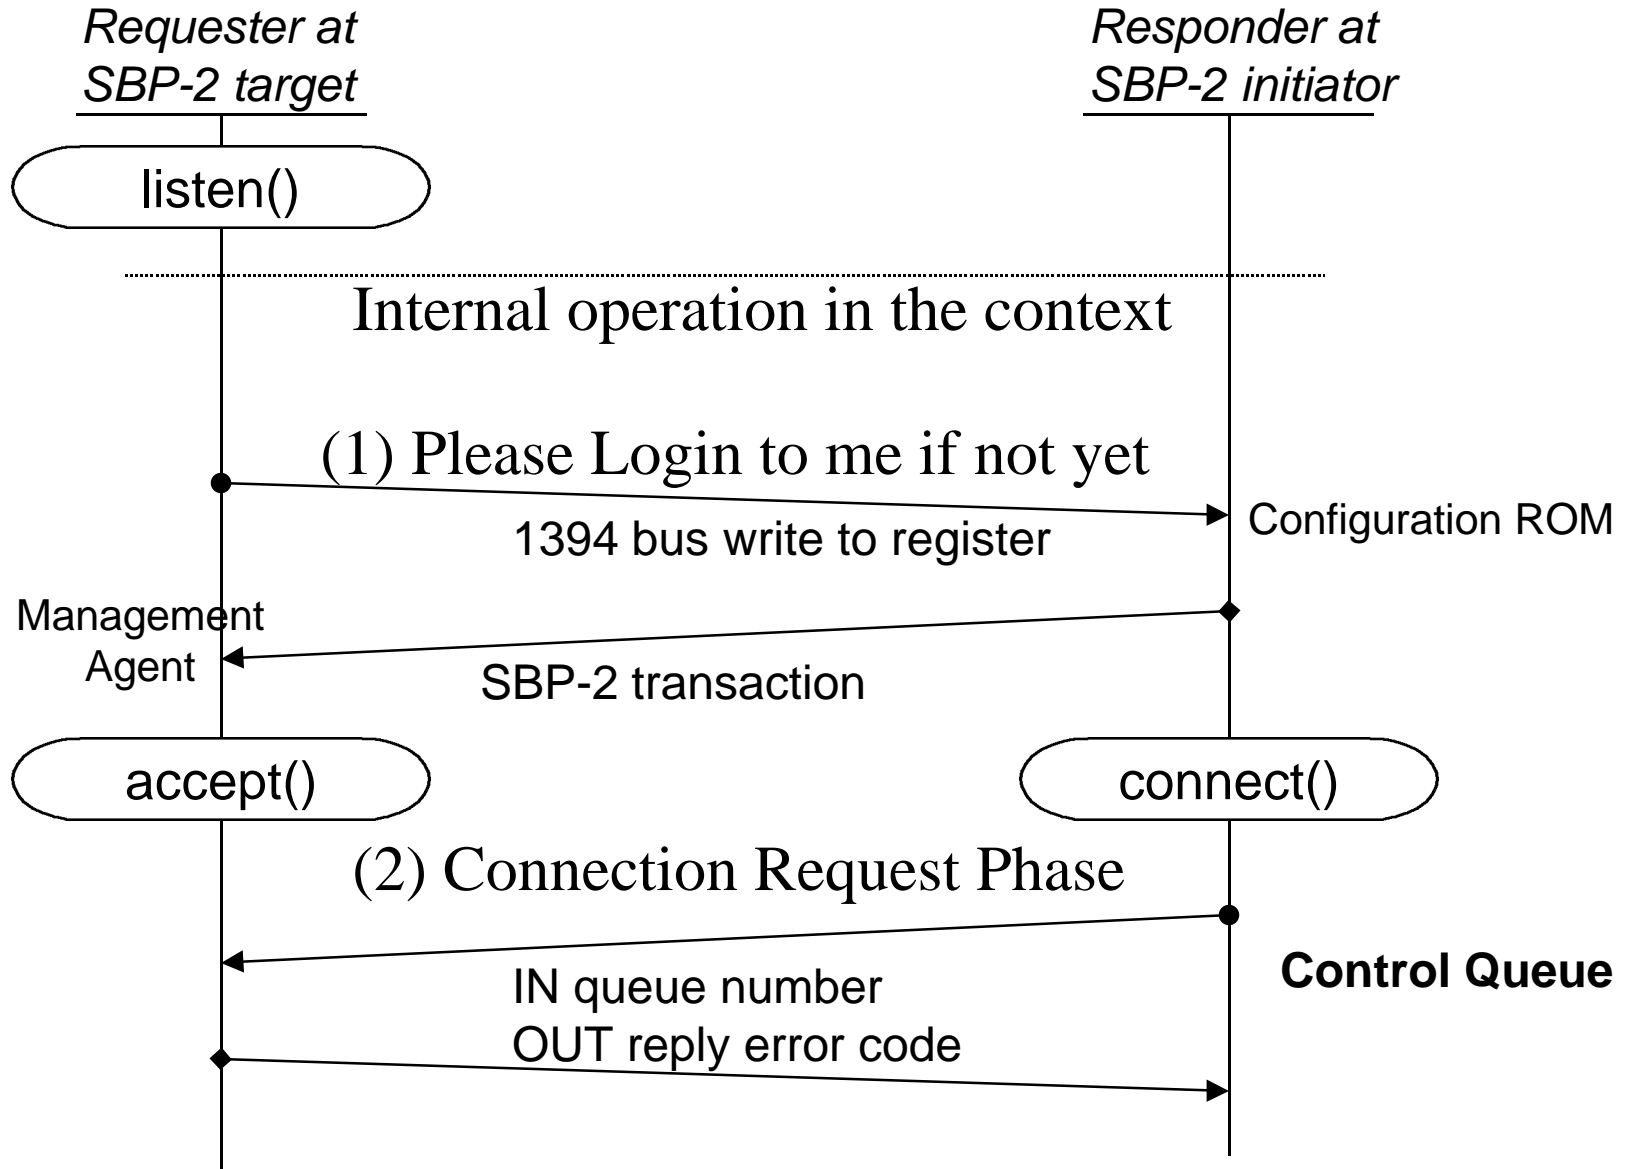 Requester at
SBP-2 target
Responder at
SBP-2 initiator
listen()
Internal operation in the context
(1) Please Login to me if not yet
1394 bus write to register
Configuration ROM
Management
Agent
SBP-2 transaction
accept()
connect()
(2) Connection Request Phase
IN queue number
Control Queue
OUT reply error code